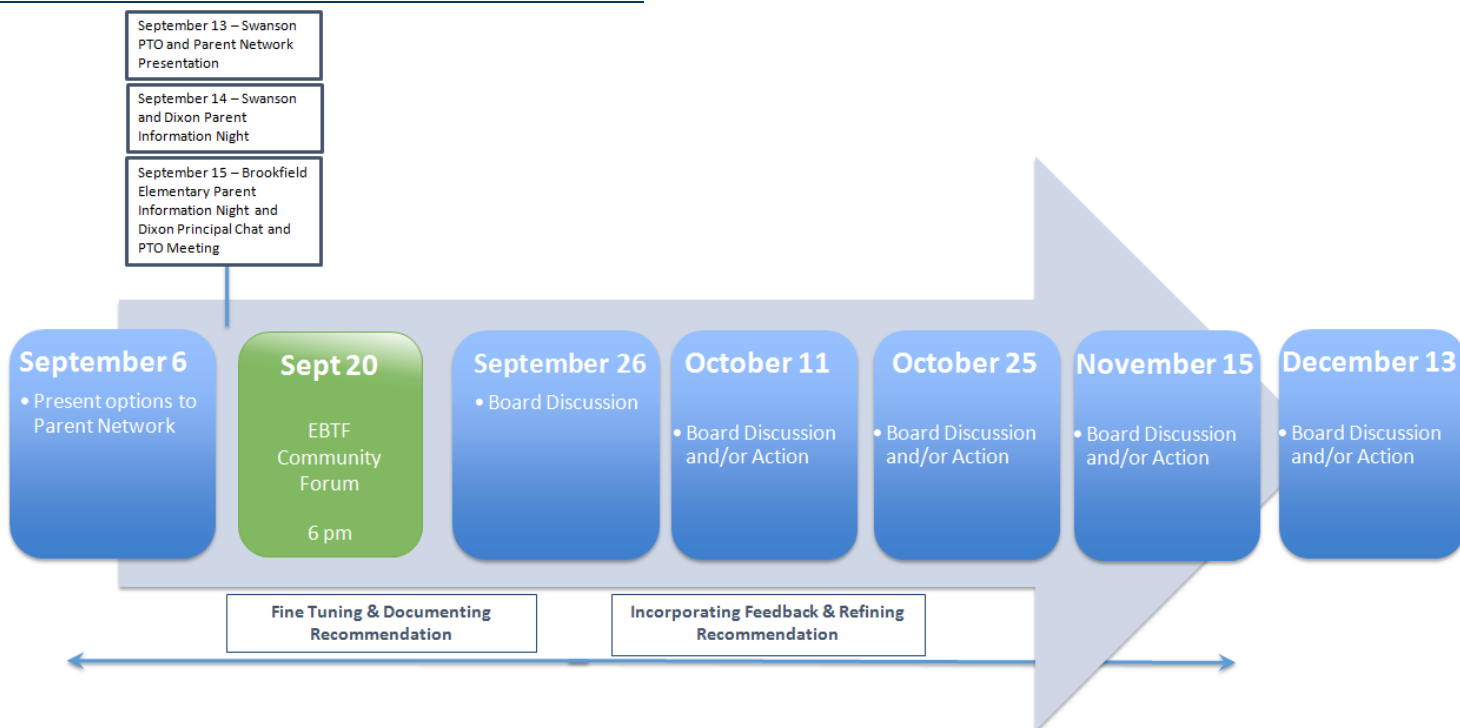 September 13 – Swanson
PTO and Parent Network
Presentation
September 14 – Swanson
and Dixon Parent
Information Night
September 15 – Brookfield
Elementary Parent
Information Night and
Dixon Principal Chat and
PTO Meeting
September 6
• Present options to
Parent Network
Sept 20
EBTF
Community
Forum
6 pm
September 26
• Board Discussion
October 11
• Board Discussion
and/or Action
October 25
• Board Discussion
and/or Action
November 15
• Board Discussion
and/or Action
December 13
• Board Discussion
and/or Action
Fine Tuning & Documenting
Recommendation
Incorporating Feedback & Refining
Recommendation